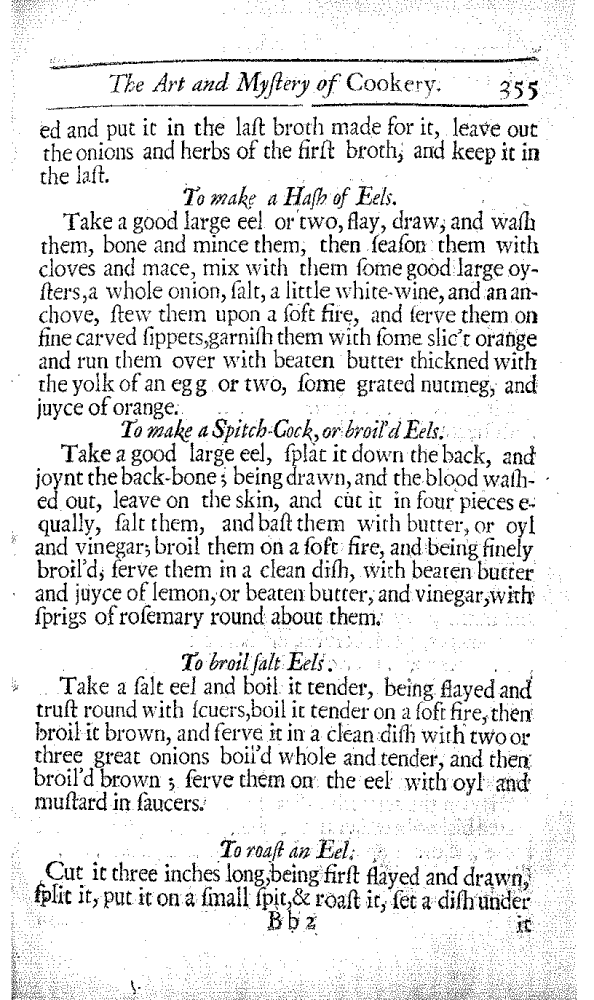 The Art and Myſtery of Cookery. 355
ed and put it in the laſt broth made for it, leave out
the onions and herbs of the firſt broth, and keep it in
the laſt.
To make a Haſh of Eels.
Take a good large eel or two, flay, draw, and waſh
them, bone and mince them, then ſeaſon them with
cloves and mace, mix with them ſome good large oy-
ſters, a whole onion, ſalt, a little white-wine, and an an-
chove, ſtew them upon a ſoft fire, and ſerve them on
fine carved ſippets, garniſh them with ſome slic't orange
and run them over with beaten butter thickned with
the yolk of an egg or two, ſome grated nutmeg, and
juyce of orange.
To make a Spitch-Cock, or broil'd Eels.
Take a good large eel, ſplat it down the back, and
joynt the back-bone; being drawn, and the blood waſh-
ed out, leave on the skin, and cut it in four pieces e-
qually, ſalt them, and baſt them with butter, or oyl
and vinegar; broil them on a ſoft fire, and being finely
broil'd, ſerve them in a clean diſh, with beaten butter
and juyce of lemon, or beaten butter, and vinegar, with
ſprigs of roſemary round about them.
To broil ſalt Eels.
Take a ſalt eel and boil it tender, being flayed and
truſt round with ſcuers, boil it tender on a ſoft fire, then
broil it brown, and ſerve it in a clean diſh with two or
three great onions boil'd whole and tender, and then
broil'd brown; ſerve them on the eel with oyl and
muſtard in ſaucers.
To roaſt an Eel.
Cut it three inches long, being firſt flayed and drawn,
ſplit it, put it on a ſmall ſpit, & roaſt it, ſet a diſh under
B b 2 it